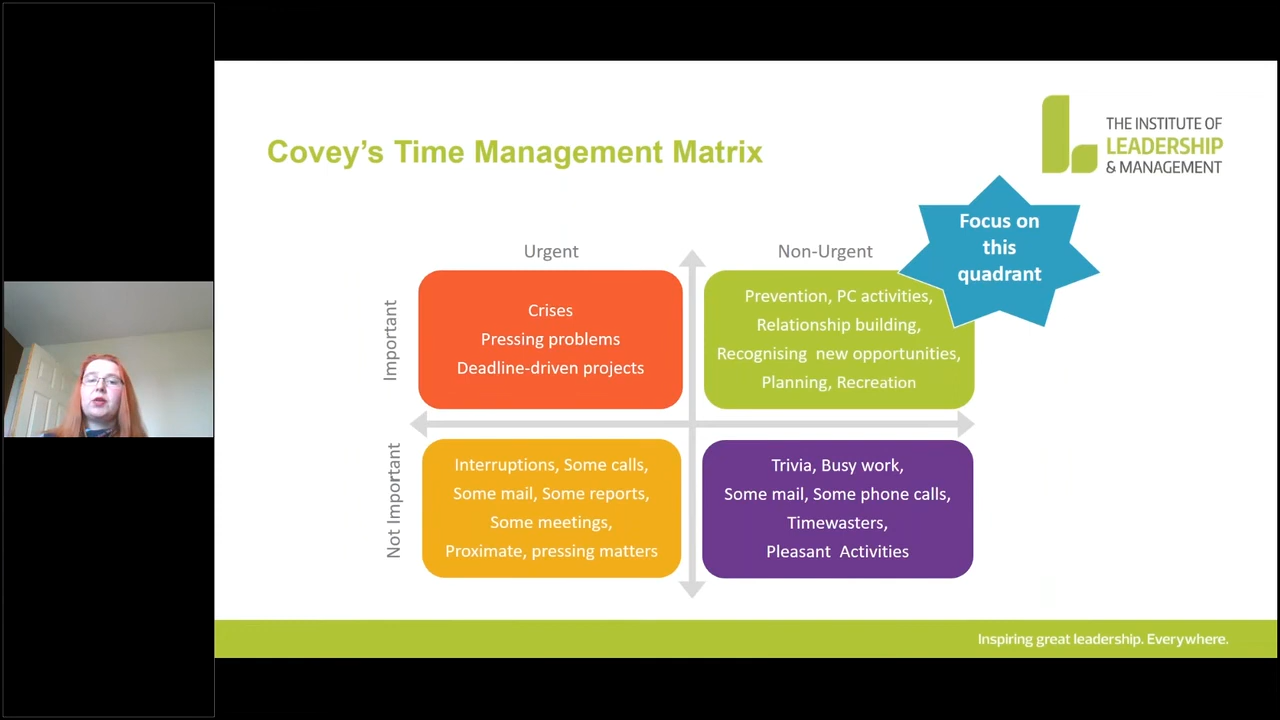 Covey's Time Management Matrix
THE INSTITUTE OF
LEADERSHIP
& MANAGEMENT
Focus on
this
quadrant
Urgent
Non-Urgent
Important
Crises
Pressing problems
Deadline-driven projects
Prevention, PC activities,
Relationship building,
Recognising new opportunities,
Planning, Recreation
Not Important
Interruptions, Some calls,
Some mail, Some reports,
Some meetings,
Proximate, pressing matters
Trivia, Busy work,
Some mail, Some phone calls,
Timewasters,
Pleasant Activities
Inspiring great leadership. Everywhere.